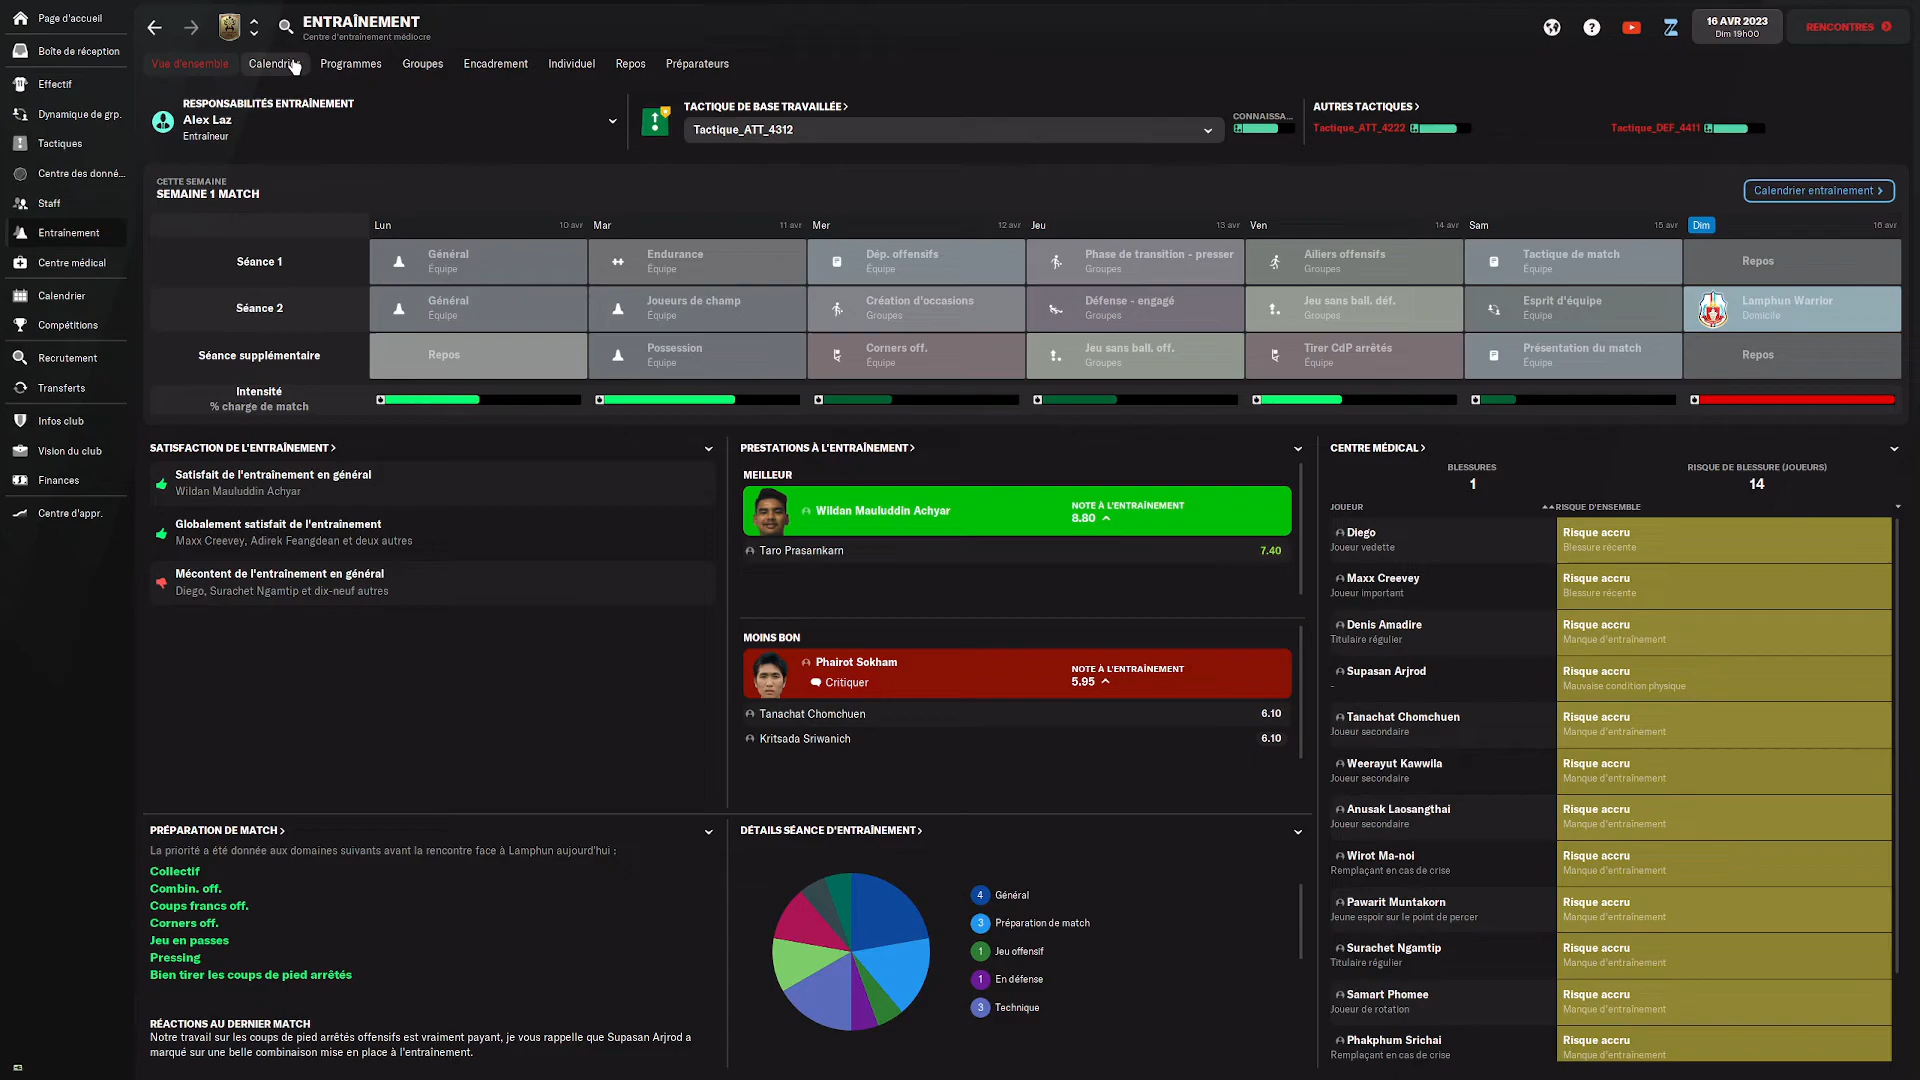 Page d'accueil
Boîte de réception
Effectif
Dynamique de grp.
Tactiques
Centre des donné...
Staff
Entraînement
Centre médical
Calendrier
Compétitions
Recrutement
Transferts
Infos club
Vision du club
Finances
Centre d'appr.
ENTRAÎNEMENT
Centre d'entraînement médiocre
16 AVR 2023
Dim 19h00
RENCONTRES
Vue d'ensemble
Calendrier
Programmes
Groupes
Encadrement
Individuel
Repos
Préparateurs
RESPONSABILITÉS ENTRAÎNEMENT
Alex Laz
Entraîneur
TACTIQUE DE BASE TRAVAILLÉE
Tactique_ATT_4312
CONNAISSA...
AUTRES TACTIQUES
Tactique_ATT_4222
Tactique_DEF_4411
CETTE SEMAINE
SEMAINE 1 MATCH
Calendrier entraînement
Lun 10 avr
Mar 11 avr
Mer 12 avr
Jeu 13 avr
Ven 14 avr
Sam 15 avr
Dim 16 avr
Séance 1
Général
Équipe
Endurance
Équipe
Dép. offensifs
Équipe
Phase de transition - presser
Groupes
Ailiers offensifs
Groupes
Tactique de match
Équipe
Repos
Séance 2
Général
Équipe
Joueurs de champ
Équipe
Création d'occasions
Groupes
Défense - engagé
Groupes
Jeu sans ball. déf.
Groupes
Esprit d'équipe
Équipe
Lamphun Warrior
Domicile
Séance supplémentaire
Repos
Possession
Équipe
Corners off.
Équipe
Jeu sans ball. off.
Groupes
Tirer CdP arrêtés
Équipe
Présentation du match
Équipe
Repos
Intensité
% charge de match
SATISFACTION DE L'ENTRAÎNEMENT
Satisfait de l'entraînement en général
Wildan Mauluddin Achyar
Globalement satisfait de l'entraînement
Maxx Creevey, Adirek Feangdean et deux autres
Mécontent de l'entraînement en général
Diego, Surachet Ngamtip et dix-neuf autres
PRESTATIONS À L'ENTRAÎNEMENT
MEILLEUR
Wildan Mauluddin Achyar
NOTE À L'ENTRAÎNEMENT
8.80
Taro Prasarnkarn 7.40
MOINS BON
Phairot Sokham
Critiquer
NOTE À L'ENTRAÎNEMENT
5.95
Tanachat Chomchuen 6.10
Kritsada Sriwanich 6.10
CENTRE MÉDICAL
BLESSURES
1
RISQUE DE BLESSURE (JOUEURS)
14
JOUEUR
RISQUE D'ENSEMBLE
Diego
Joueur vedette
Risque accru
Blessure récente
Maxx Creevey
Joueur important
Risque accru
Blessure récente
Denis Amadire
Titulaire régulier
Risque accru
Manque d'entraînement
Supasan Arjrod
-
Risque accru
Mauvaise condition physique
Tanachat Chomchuen
Joueur secondaire
Risque accru
Manque d'entraînement
Weerayut Kawwila
Joueur secondaire
Risque accru
Manque d'entraînement
Anusak Laosangthai
Joueur secondaire
Risque accru
Manque d'entraînement
Wirot Ma-noi
Remplaçant en cas de crise
Risque accru
Manque d'entraînement
Pawarit Muntakorn
Jeune espoir sur le point de percer
Risque accru
Manque d'entraînement
Surachet Ngamtip
Titulaire régulier
Risque accru
Manque d'entraînement
Samart Phomee
Joueur de rotation
Risque accru
Manque d'entraînement
Phakphum Srichai
Remplaçant en cas de crise
Risque accru
Manque d'entraînement
PRÉPARATION DE MATCH
La priorité a été donnée aux domaines suivants avant la rencontre face à Lamphun aujourd'hui :
Collectif
Combin. off.
Coups francs off.
Corners off.
Jeu en passes
Pressing
Bien tirer les coups de pied arrêtés
RÉACTIONS AU DERNIER MATCH
Notre travail sur les coups de pied arrêtés offensifs est vraiment payant, je vous rappelle que Supasan Arjrod a
marqué sur une belle combinaison mise en place à l'entraînement.
DÉTAILS SÉANCE D'ENTRAÎNEMENT
4 Général
3 Préparation de match
1 Jeu offensif
1 En défense
3 Technique